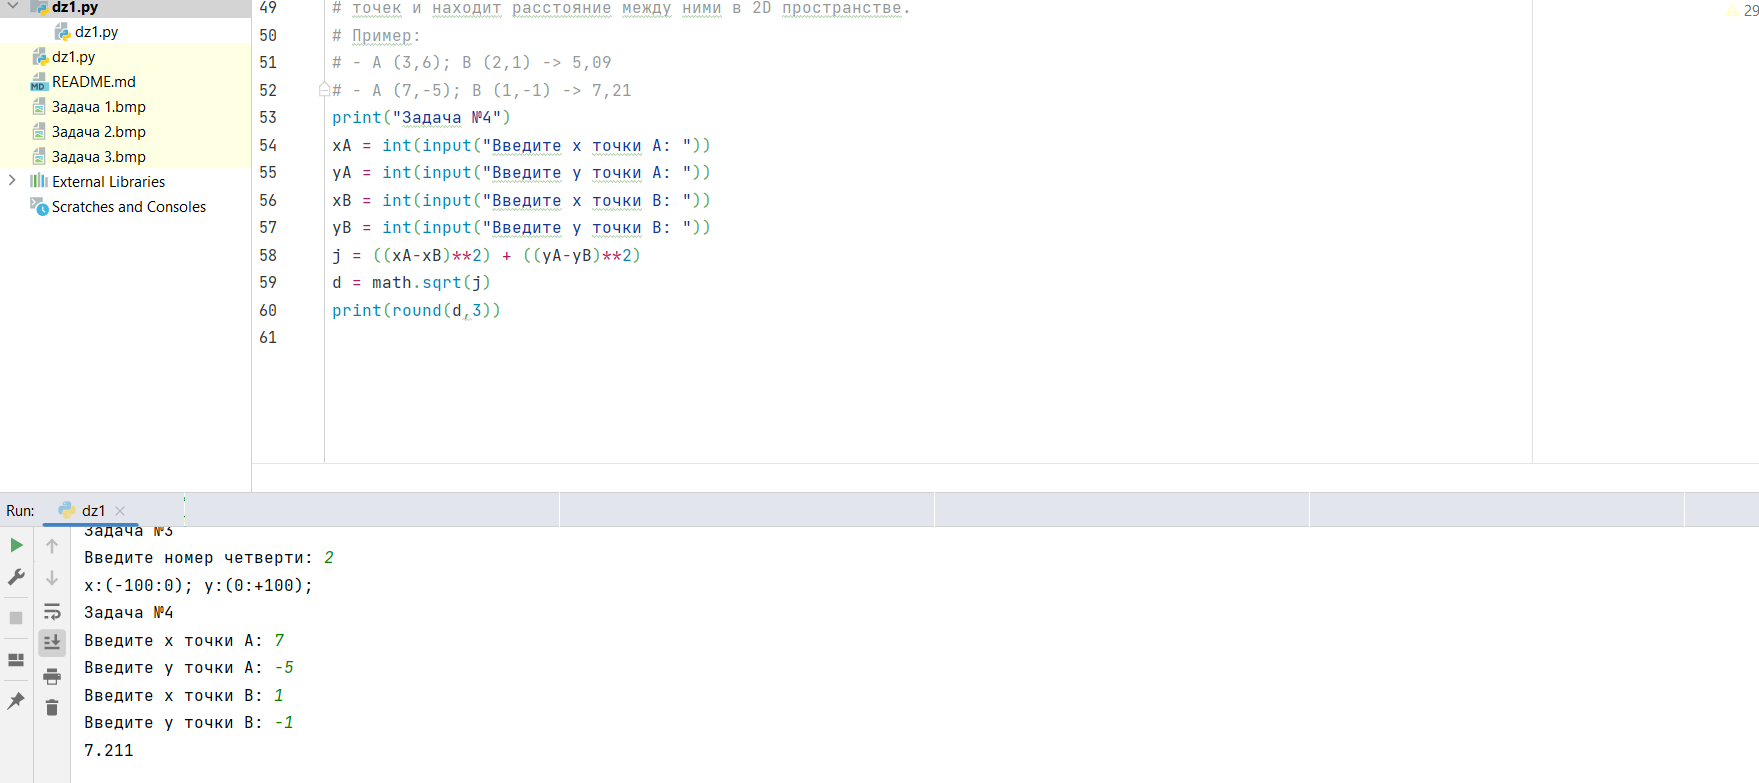 dz1.py
dz1.py
dz1.py
README.md
Задача 1.bmp
Задача 2.bmp
Задача 3.bmp
External Libraries
Scratches and Consoles
29
49 # точек и находит расстояние между ними в 2D пространстве.
50 # Пример:
51 # - A (3,6); B (2,1) -> 5,09
52 # - A (7,-5); B (1,-1) -> 7,21
53 print("Задача №4")
54 xA = int(input("Введите x точки A: "))
55 yA = int(input("Введите y точки A: "))
56 xB = int(input("Введите x точки B: "))
57 yB = int(input("Введите y точки B: "))
58 j = ((xA-xB)**2) + ((yA-yB)**2)
59 d = math.sqrt(j)
60 print(round(d,3))
61
Run: dz1
Задача №3
Введите номер четверти: 2
x:(-100:0); y:(0:+100);
Задача №4
Введите x точки A: 7
Введите y точки A: -5
Введите x точки B: 1
Введите y точки B: -1
7.211